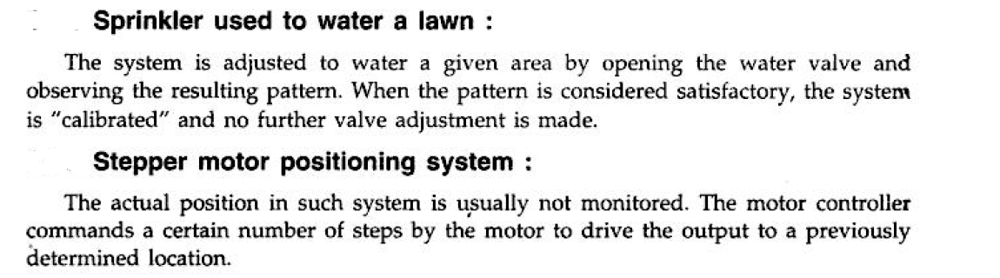 Sprinkler used to water a lawn :
The system is adjusted to water a given area by opening the water valve and
observing the resulting pattern. When the pattern is considered satisfactory, the system
is "calibrated" and no further valve adjustment is made.
Stepper motor positioning system :
The actual position in such system is usually not monitored. The motor controller
commands a certain number of steps by the motor to drive the output to a previously
determined location.